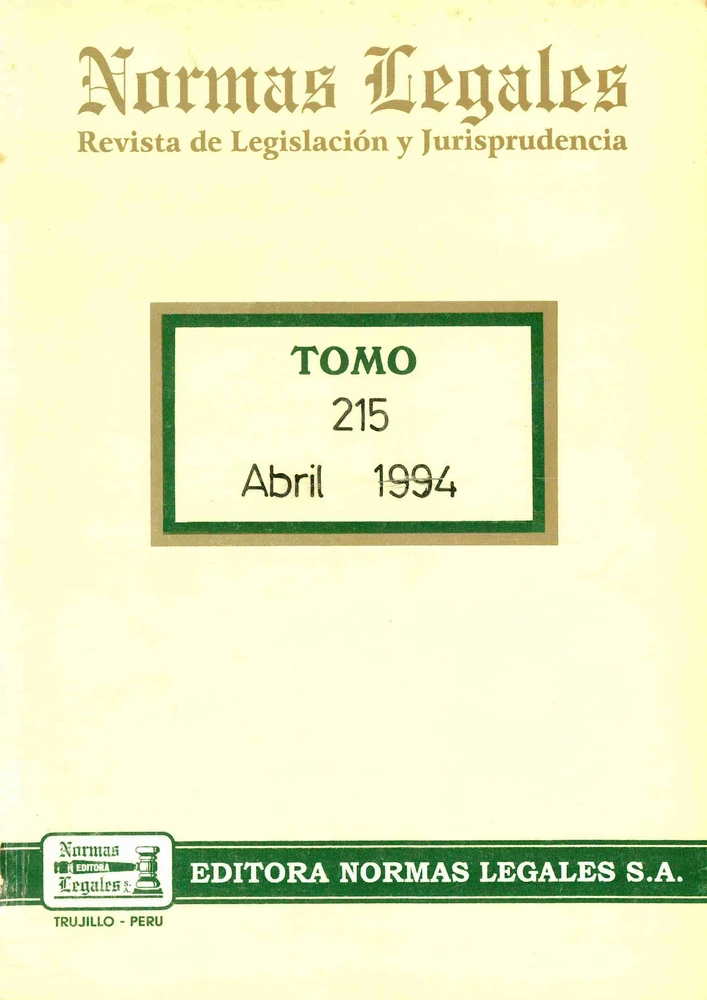 Normas Legales
Revista de Legislación y Jurisprudencia
TOMO
215
Abril 1994
Normas
EDITORA
Legales S.A.
EDITORA NORMAS LEGALES S.A.
TRUJILLO - PERU